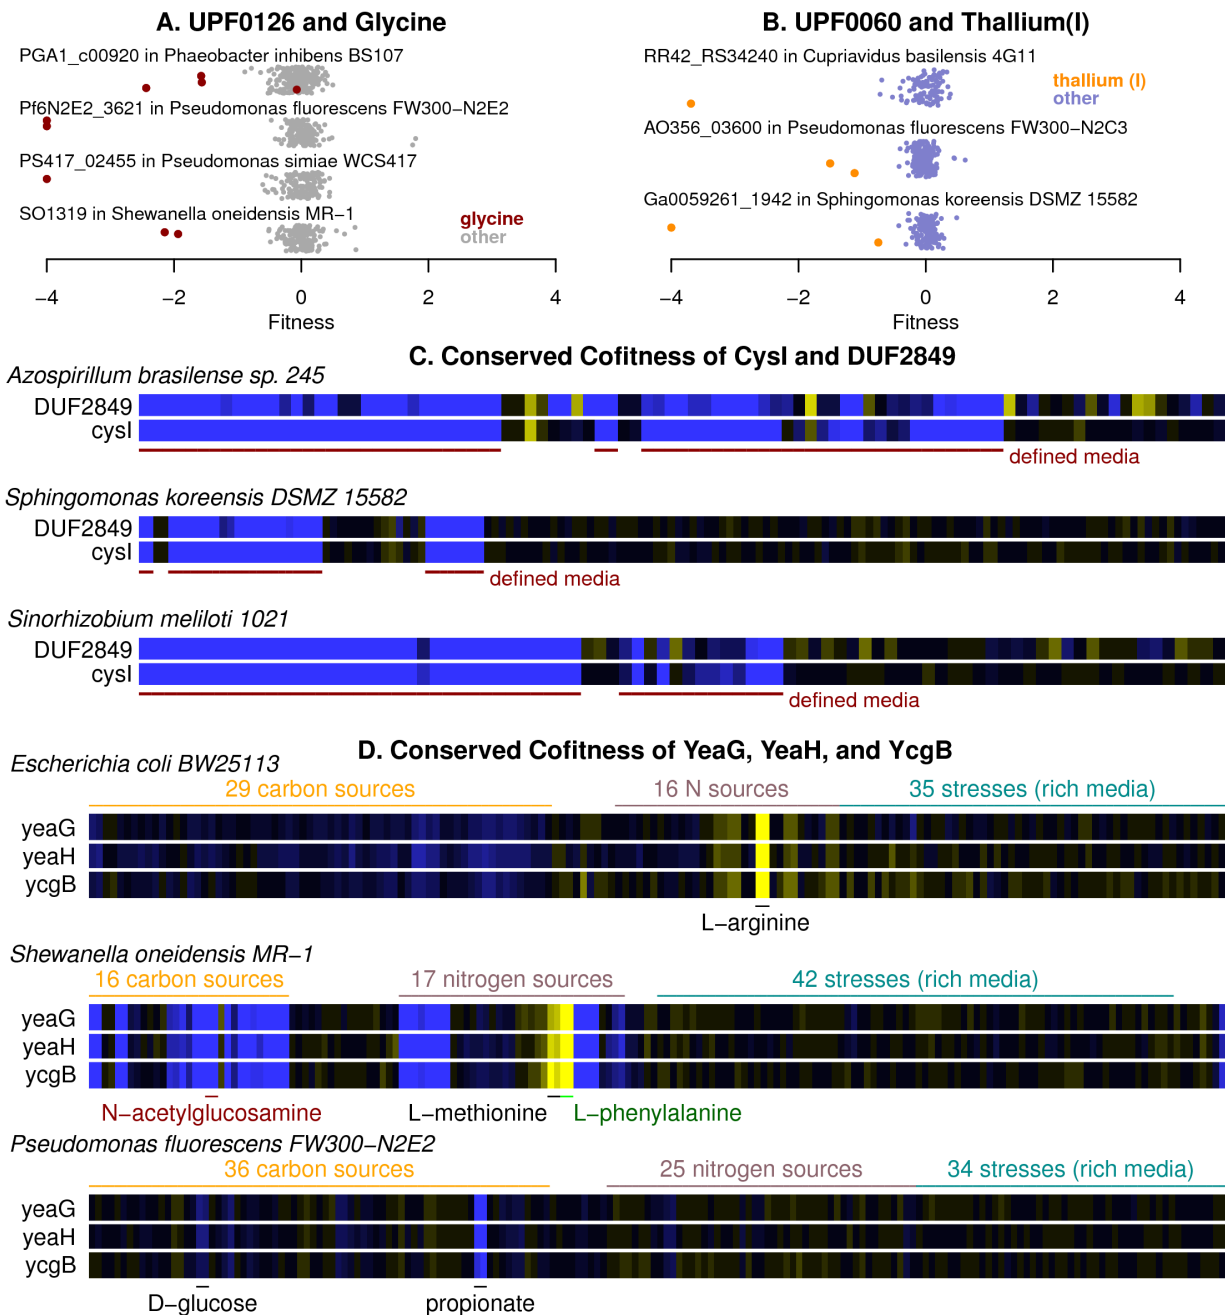 A. UPF0126 and Glycine
PGA1_c00920 in Phaeobacter inhibens BS107
Pf6N2E2_3621 in Pseudomonas fluorescens FW300−N2E2
PS417_02455 in Pseudomonas simiae WCS417
SO1319 in Shewanella oneidensis MR−1
glycine
other
−4 −2 0 2 4
Fitness
B. UPF0060 and Thallium(I)
RR42_RS34240 in Cupriavidus basilensis 4G11
thallium (I)
other
AO356_03600 in Pseudomonas fluorescens FW300−N2C3
Ga0059261_1942 in Sphingomonas koreensis DSMZ 15582
−4 −2 0 2 4
Fitness
C. Conserved Cofitness of CysI and DUF2849
Azospirillum brasilense sp. 245
DUF2849
cysI
defined media
Sphingomonas koreensis DSMZ 15582
DUF2849
cysI
defined media
Sinorhizobium meliloti 1021
DUF2849
cysI
defined media
D. Conserved Cofitness of YeaG, YeaH, and YcgB
Escherichia coli BW25113
29 carbon sources 16 N sources 35 stresses (rich media)
yeaG
yeaH
ycgB
L−arginine
Shewanella oneidensis MR−1
16 carbon sources 17 nitrogen sources 42 stresses (rich media)
yeaG
yeaH
ycgB
N−acetylglucosamine L−methionine L−phenylalanine
Pseudomonas fluorescens FW300−N2E2
36 carbon sources 25 nitrogen sources 34 stresses (rich media)
yeaG
yeaH
ycgB
D−glucose propionate